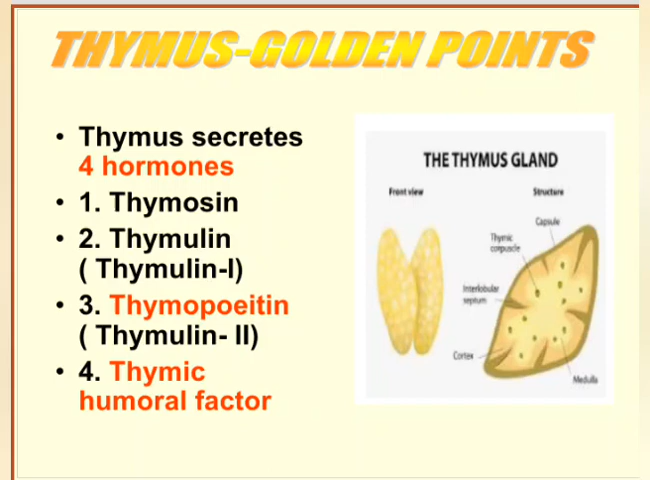 THYMUS-GOLDEN POINTS
• Thymus secretes
4 hormones
• 1. Thymosin
• 2. Thymulin
( Thymulin-I)
• 3. Thymopoeitin
( Thymulin- II)
• 4. Thymic
humoral factor
THE THYMUS GLAND
Front view
Structure
Capsule
Thymic
corpuscle
Interlobular
septum
Cortex
Medulla